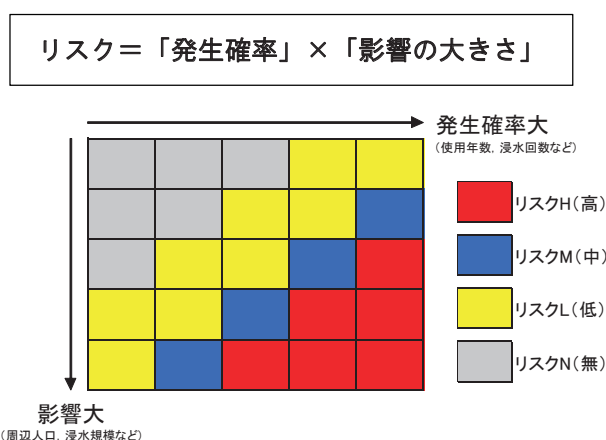 リスク＝「発生確率」×「影響の大きさ」
発生確率大
（使用年数，浸水回数など）
リスクH（高）
リスクM（中）
リスクL（低）
リスクN（無）
影響大
（周辺人口，浸水規模など）